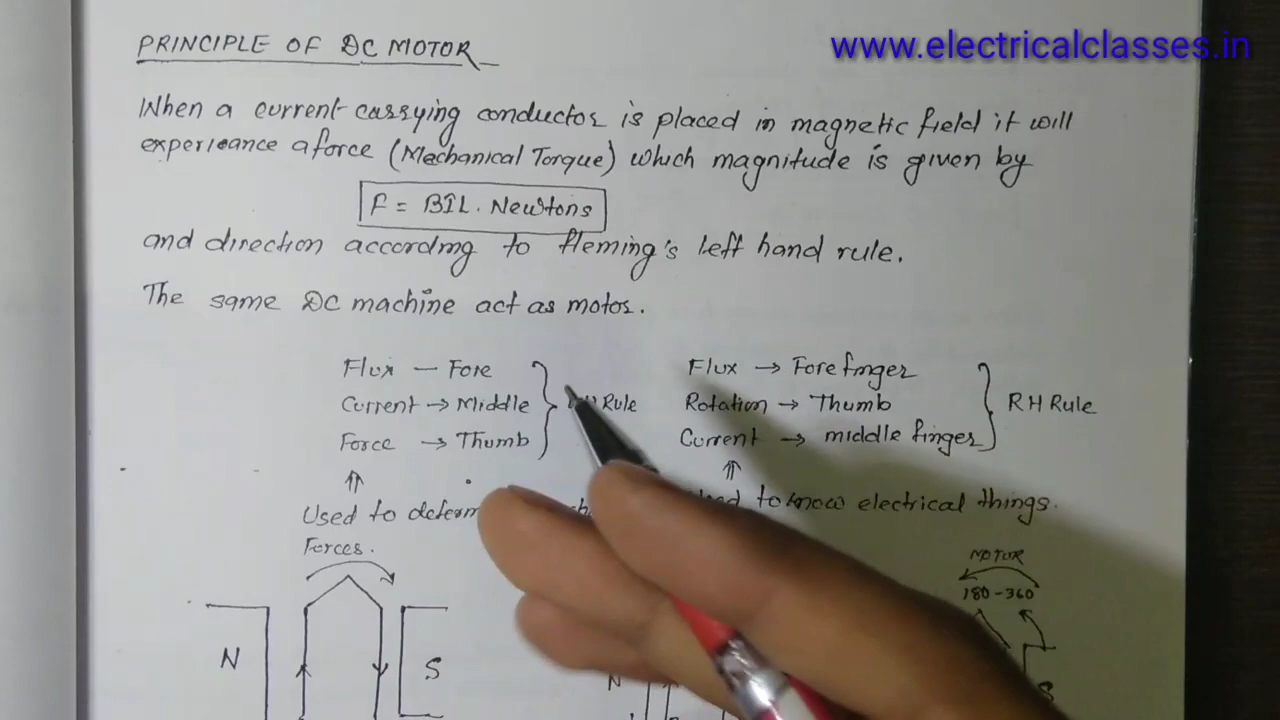 www.electricalclasses.in
PRINCIPLE OF DC MOTOR
When a current carrying conductor is placed in magnetic field it will
experieance a force (Mechanical Torque) which magnitude is given by
F = BIL. Newtons
and direction according to fleming's left hand rule.
The same DC machine act as motor.
Flux — Fore
Current → Middle
Force → Thumb
H Rule
Flux → Fore finger
Rotation → Thumb
Current → middle finger
RH Rule
⇑
⇑
Used to
to know electrical things.
Forces.
MOTOR
180-360
N
S
N
S